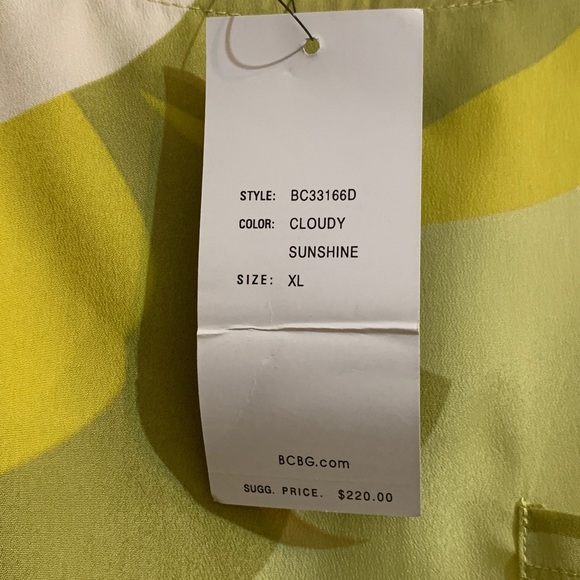 STYLE: BC33166D
COLOR: CLOUDY
SUNSHINE
SIZE: XL
BCBG.com
SUGG. PRICE. $220.00